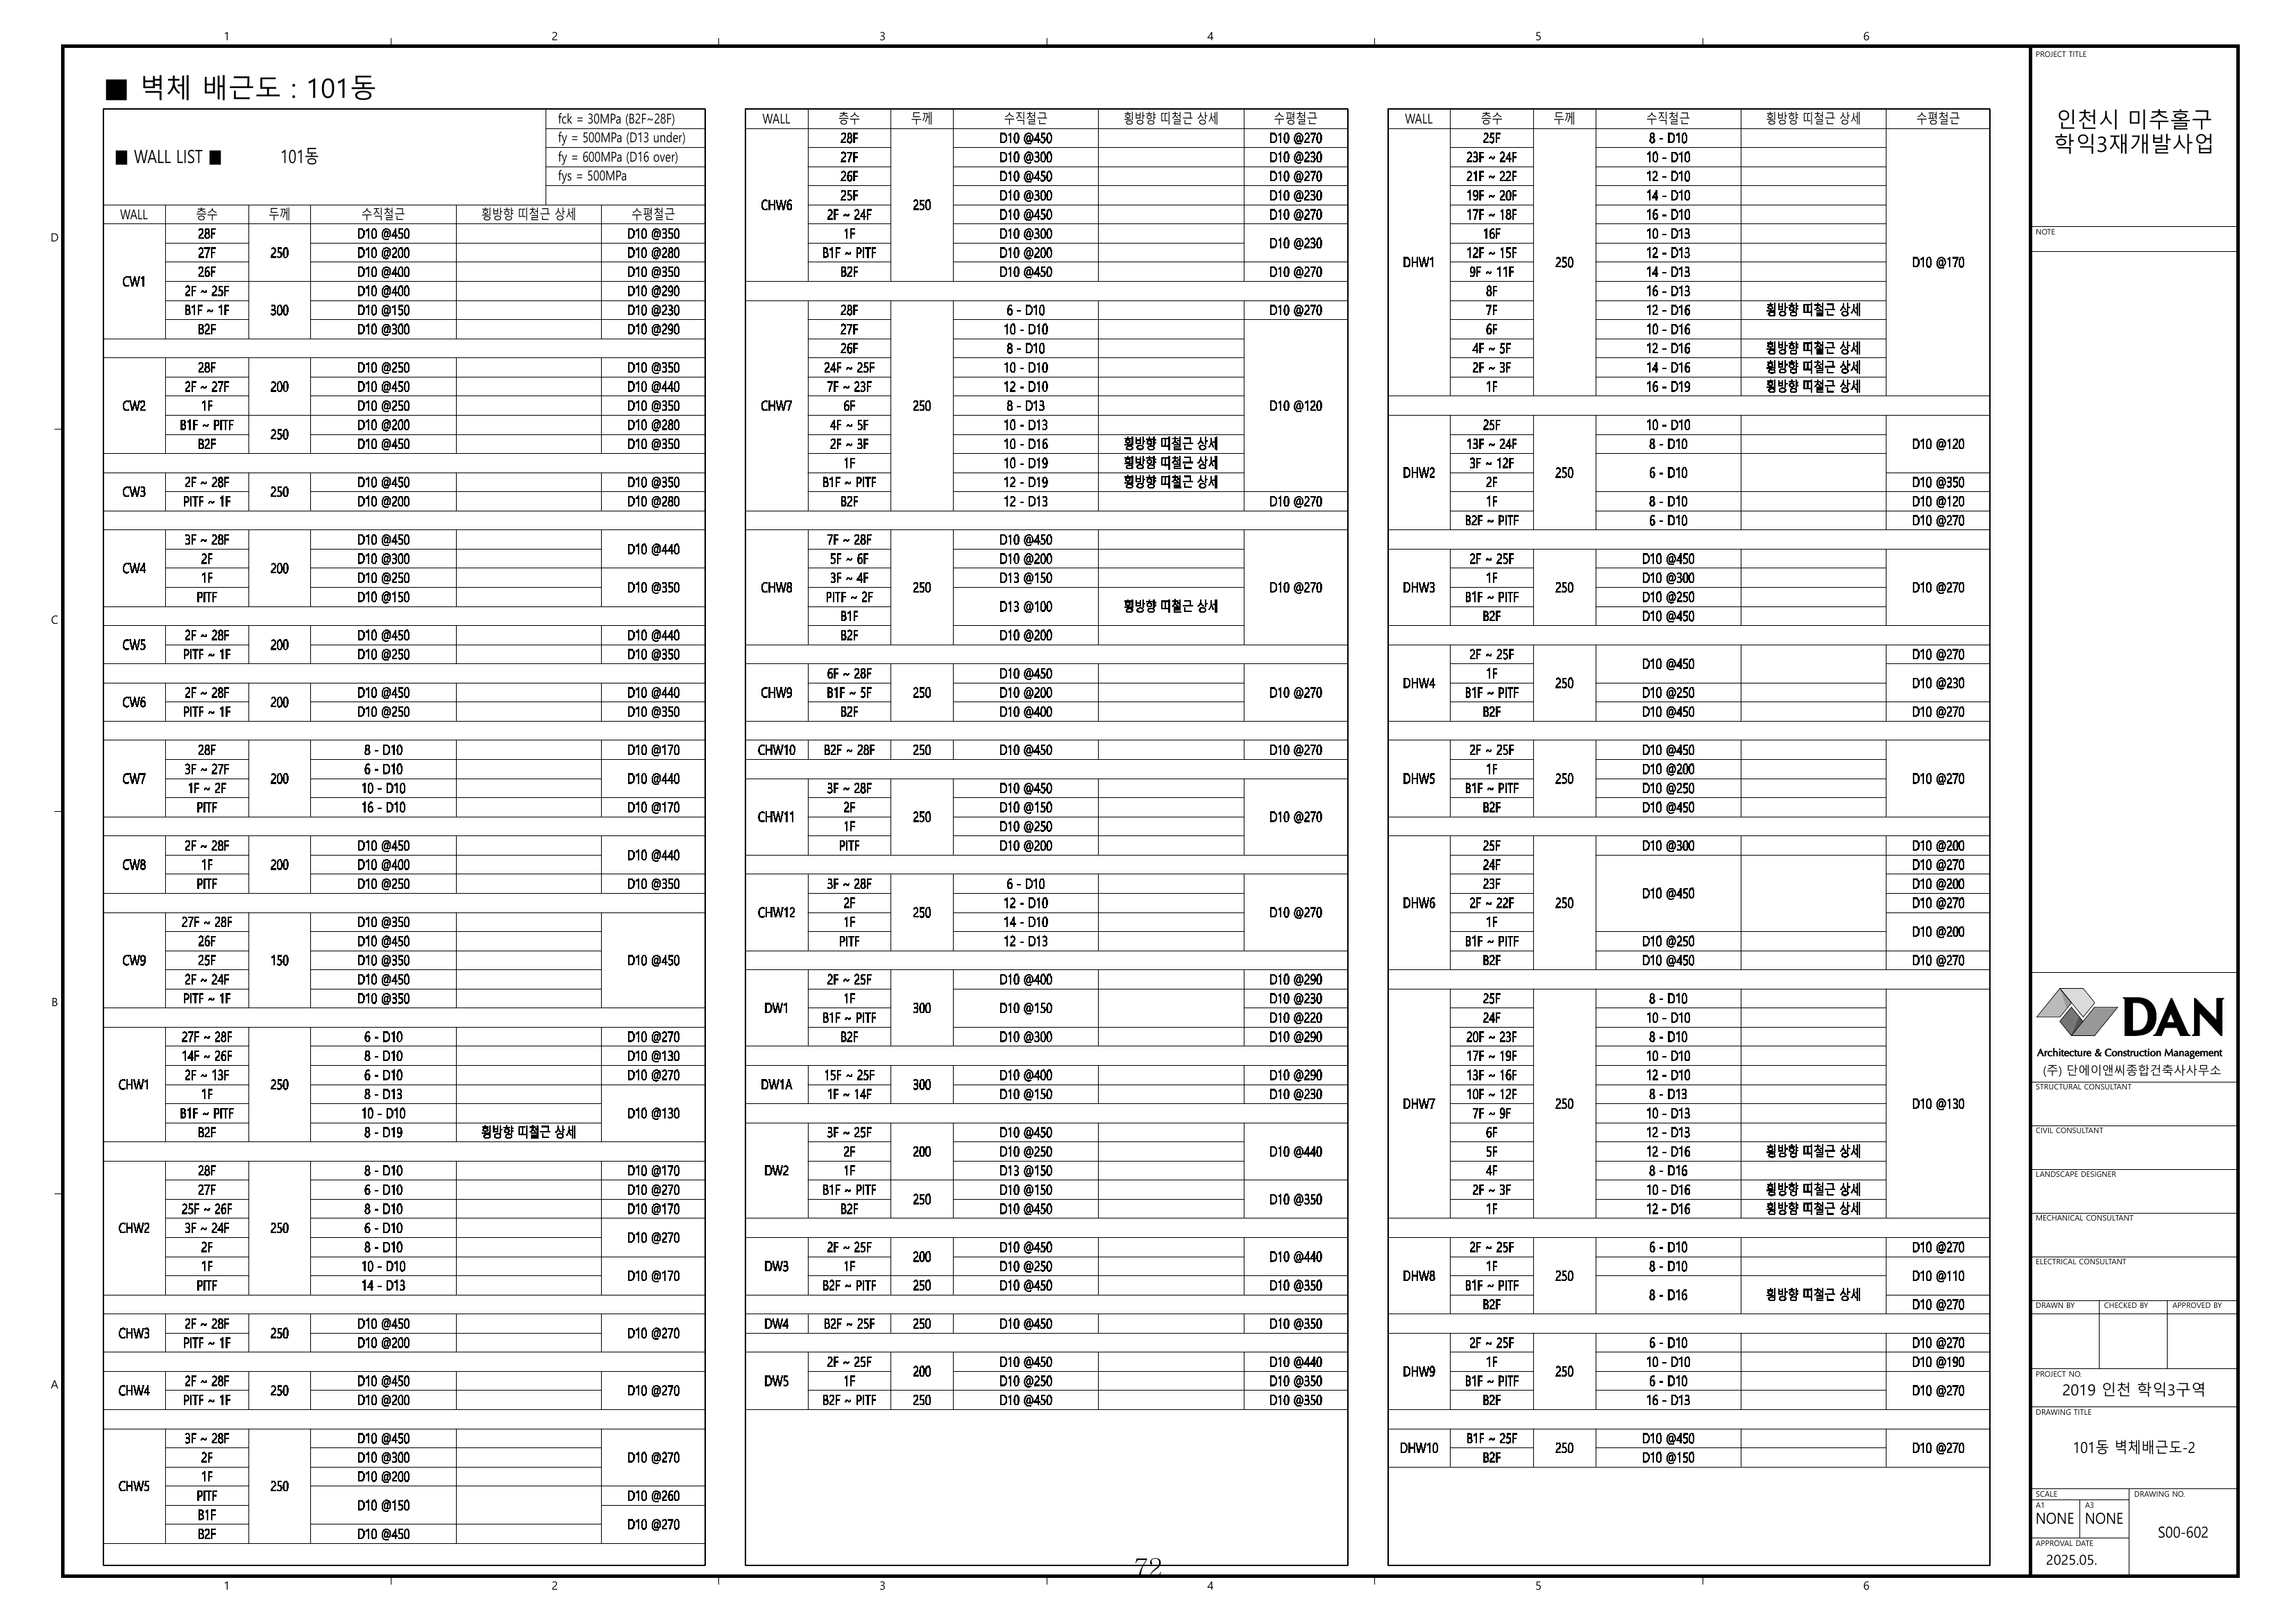 1 2 3 4 5 6
■ 벽체 배근도 : 101동
■ WALL LIST ■ 101동
fck = 30MPa (B2F~28F)
fy = 500MPa (D13 under)
fy = 600MPa (D16 over)
fys = 500MPa
WALL 층수 두께 수직철근 횡방향 띠철근 상세 수평철근
CW1 28F 250 D10 @450 D10 @350
27F D10 @200 D10 @280
26F D10 @400 D10 @350
2F ~ 25F 300 D10 @400 D10 @290
B1F ~ 1F D10 @150 D10 @230
B2F D10 @300 D10 @290
CW2 28F 200 D10 @250 D10 @350
2F ~ 27F D10 @450 D10 @440
1F D10 @250 D10 @350
B1F ~ PITF 250 D10 @200 D10 @280
B2F D10 @450 D10 @350
CW3 2F ~ 28F 250 D10 @450 D10 @350
PITF ~ 1F D10 @200 D10 @280
CW4 3F ~ 28F 200 D10 @450 D10 @440
2F D10 @300
1F D10 @250 D10 @350
PITF D10 @150
CW5 2F ~ 28F 200 D10 @450 D10 @440
PITF ~ 1F D10 @250 D10 @350
CW6 2F ~ 28F 200 D10 @450 D10 @440
PITF ~ 1F D10 @250 D10 @350
CW7 28F 200 8 - D10 D10 @170
3F ~ 27F 6 - D10 D10 @440
1F ~ 2F 10 - D10
PITF 16 - D10 D10 @170
CW8 2F ~ 28F 200 D10 @450 D10 @440
1F D10 @400
PITF D10 @250 D10 @350
CW9 27F ~ 28F 150 D10 @350 D10 @450
26F D10 @450
25F D10 @350
2F ~ 24F D10 @450
PITF ~ 1F D10 @350
CHW1 27F ~ 28F 250 6 - D10 D10 @270
14F ~ 26F 8 - D10 D10 @130
2F ~ 13F 6 - D10 D10 @270
1F 8 - D13 D10 @130
B1F ~ PITF 10 - D10
B2F 8 - D19 횡방향 띠철근 상세
CHW2 28F 250 8 - D10 D10 @170
27F 6 - D10 D10 @270
25F ~ 26F 8 - D10 D10 @170
3F ~ 24F 6 - D10 D10 @270
2F 8 - D10
1F 10 - D10 D10 @170
PITF 14 - D13
CHW3 2F ~ 28F 250 D10 @450 D10 @270
PITF ~ 1F D10 @200
CHW4 2F ~ 28F 250 D10 @450 D10 @270
PITF ~ 1F D10 @200
CHW5 3F ~ 28F 250 D10 @450 D10 @270
2F D10 @300
1F D10 @200
PITF D10 @150 D10 @260
B1F D10 @270
B2F D10 @450
WALL 층수 두께 수직철근 횡방향 띠철근 상세 수평철근
CHW6 28F 250 D10 @450 D10 @270
27F D10 @300 D10 @230
26F D10 @450 D10 @270
25F D10 @300 D10 @230
2F ~ 24F D10 @450 D10 @270
1F D10 @300 D10 @230
B1F ~ PITF D10 @200
B2F D10 @450 D10 @270
CHW7 28F 250 6 - D10 D10 @270
27F 10 - D10 D10 @120
26F 8 - D10
24F ~ 25F 10 - D10
7F ~ 23F 12 - D10
6F 8 - D13
4F ~ 5F 10 - D13
2F ~ 3F 10 - D16 횡방향 띠철근 상세
1F 10 - D19 횡방향 띠철근 상세
B1F ~ PITF 12 - D19 횡방향 띠철근 상세
B2F 12 - D13 D10 @270
CHW8 7F ~ 28F 250 D10 @450 D10 @270
5F ~ 6F D10 @200
3F ~ 4F D13 @150
PITF ~ 2F D13 @100 횡방향 띠철근 상세
B1F
B2F D10 @200
CHW9 6F ~ 28F 250 D10 @450 D10 @270
B1F ~ 5F D10 @200
B2F D10 @400
CHW10 B2F ~ 28F 250 D10 @450 D10 @270
CHW11 3F ~ 28F 250 D10 @450 D10 @270
2F D10 @150
1F D10 @250
PITF D10 @200
CHW12 3F ~ 28F 250 6 - D10 D10 @270
2F 12 - D10
1F 14 - D10
PITF 12 - D13
DW1 2F ~ 25F 300 D10 @400 D10 @290
1F D10 @150 D10 @230
B1F ~ PITF D10 @220
B2F D10 @300 D10 @290
DW1A 15F ~ 25F 300 D10 @400 D10 @290
1F ~ 14F D10 @150 D10 @230
DW2 3F ~ 25F 200 D10 @450 D10 @440
2F D10 @250
1F D13 @150
B1F ~ PITF 250 D10 @150 D10 @350
B2F D10 @450
DW3 2F ~ 25F 200 D10 @450 D10 @440
1F D10 @250
B2F ~ PITF 250 D10 @450 D10 @350
DW4 B2F ~ 25F 250 D10 @450 D10 @350
DW5 2F ~ 25F 200 D10 @450 D10 @440
1F D10 @250 D10 @350
B2F ~ PITF 250 D10 @450 D10 @350
WALL 층수 두께 수직철근 횡방향 띠철근 상세 수평철근
DHW1 25F 250 8 - D10 D10 @170
23F ~ 24F 10 - D10
21F ~ 22F 12 - D10
19F ~ 20F 14 - D10
17F ~ 18F 16 - D10
16F 10 - D13
12F ~ 15F 12 - D13
9F ~ 11F 14 - D13
8F 16 - D13
7F 12 - D16 횡방향 띠철근 상세
6F 10 - D16
4F ~ 5F 12 - D16 횡방향 띠철근 상세
2F ~ 3F 14 - D16 횡방향 띠철근 상세
1F 16 - D19 횡방향 띠철근 상세
DHW2 25F 250 10 - D10 D10 @120
13F ~ 24F 8 - D10
3F ~ 12F 6 - D10
2F D10 @350
1F 8 - D10 D10 @120
B2F ~ PITF 6 - D10 D10 @270
DHW3 2F ~ 25F 250 D10 @450 D10 @270
1F D10 @300
B1F ~ PITF D10 @250
B2F D10 @450
DHW4 2F ~ 25F 250 D10 @450 D10 @270
1F D10 @230
B1F ~ PITF D10 @250
B2F D10 @450 D10 @270
DHW5 2F ~ 25F 250 D10 @450 D10 @270
1F D10 @200
B1F ~ PITF D10 @250
B2F D10 @450
DHW6 25F 250 D10 @300 D10 @200
24F D10 @450 D10 @270
23F D10 @200
2F ~ 22F D10 @270
1F D10 @200
B1F ~ PITF D10 @250
B2F D10 @450 D10 @270
DHW7 25F 250 8 - D10 D10 @130
24F 10 - D10
20F ~ 23F 8 - D10
17F ~ 19F 10 - D10
13F ~ 16F 12 - D10
10F ~ 12F 8 - D13
7F ~ 9F 10 - D13
6F 12 - D13
5F 12 - D16 횡방향 띠철근 상세
4F 8 - D16
2F ~ 3F 10 - D16 횡방향 띠철근 상세
1F 12 - D16 횡방향 띠철근 상세
DHW8 2F ~ 25F 250 6 - D10 D10 @270
1F 8 - D10 D10 @110
B1F ~ PITF 8 - D16 횡방향 띠철근 상세
B2F D10 @270
DHW9 2F ~ 25F 250 6 - D10 D10 @270
1F 10 - D10 D10 @190
B1F ~ PITF 6 - D10 D10 @270
B2F 16 - D13
DHW10 B1F ~ 25F 250 D10 @450 D10 @270
B2F D10 @150
D
C
B
A
72
1 2 3 4 5 6
PROJECT TITLE
인천시 미추홀구
학익3재개발사업
NOTE
DAN
Architecture & Construction Management
(주) 단에이앤씨종합건축사사무소
STRUCTURAL CONSULTANT
CIVIL CONSULTANT
LANDSCAPE DESIGNER
MECHANICAL CONSULTANT
ELECTRICAL CONSULTANT
DRAWN BY CHECKED BY APPROVED BY
PROJECT NO.
2019 인천 학익3구역
DRAWING TITLE
101동 벽체배근도-2
SCALE DRAWING NO.
A1 A3
NONE NONE
S00-602
APPROVAL DATE
2025.05.